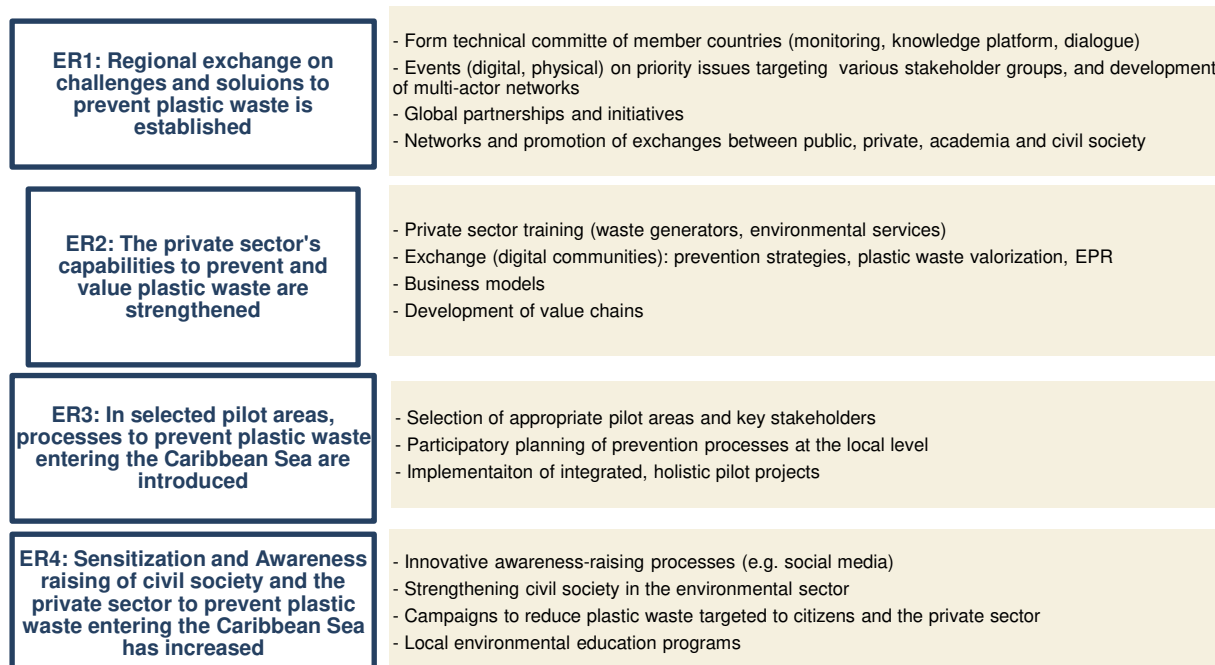 ER1: Regional exchange on
challenges and soluions to
prevent plastic waste is
established
- Form technical committe of member countries (monitoring, knowledge platform, dialogue)
- Events (digital, physical) on priority issues targeting various stakeholder groups, and development
of multi-actor networks
- Global partnerships and initiatives
- Networks and promotion of exchanges between public, private, academia and civil society
ER2: The private sector's
capabilities to prevent and
value plastic waste are
strengthened
- Private sector training (waste generators, environmental services)
- Exchange (digital communities): prevention strategies, plastic waste valorization, EPR
- Business models
- Development of value chains
ER3: In selected pilot areas,
processes to prevent plastic waste
entering the Caribbean Sea are
introduced
- Selection of appropriate pilot areas and key stakeholders
- Participatory planning of prevention processes at the local level
- Implementaiton of integrated, holistic pilot projects
ER4: Sensitization and Awareness
raising of civil society and the
private sector to prevent plastic
waste entering the Caribbean Sea
has increased
- Innovative awareness-raising processes (e.g. social media)
- Strengthening civil society in the environmental sector
- Campaigns to reduce plastic waste targeted to citizens and the private sector
- Local environmental education programs